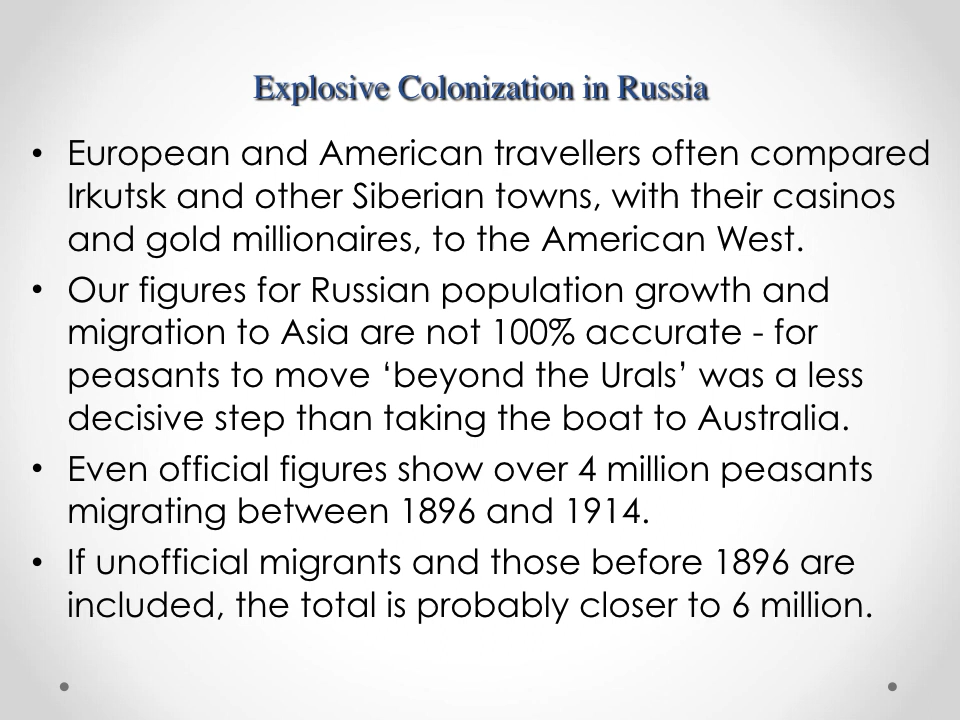 Explosive Colonization in Russia
• European and American travellers often compared
Irkutsk and other Siberian towns, with their casinos
and gold millionaires, to the American West.
• Our figures for Russian population growth and
migration to Asia are not 100% accurate - for
peasants to move ‘beyond the Urals’ was a less
decisive step than taking the boat to Australia.
• Even official figures show over 4 million peasants
migrating between 1896 and 1914.
• If unofficial migrants and those before 1896 are
included, the total is probably closer to 6 million.